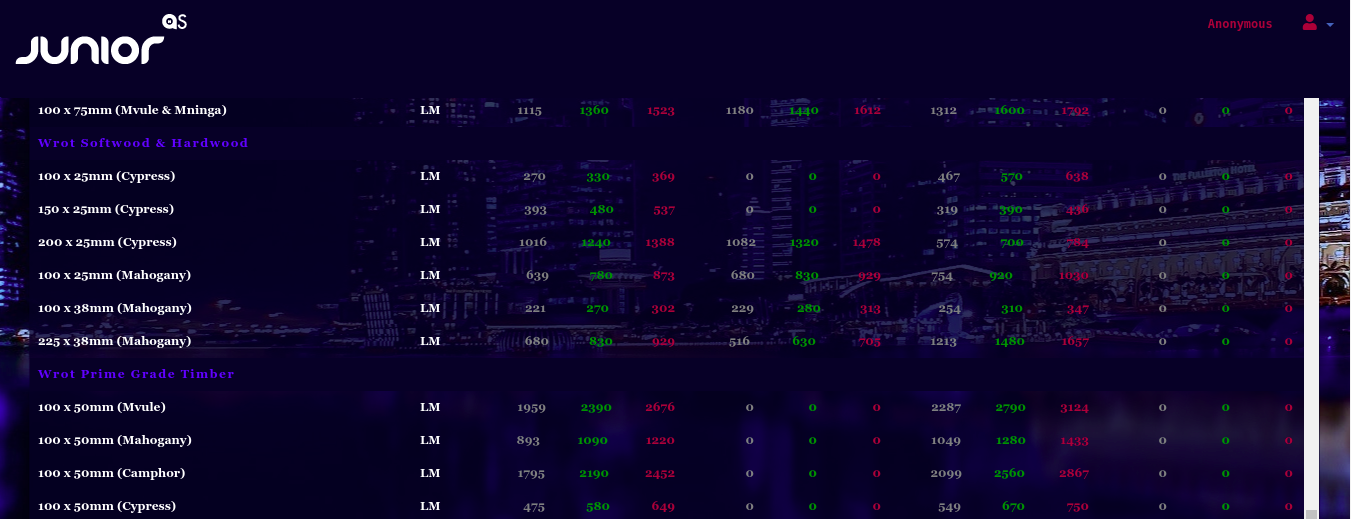 JUNIOR QS
Anonymous
100 x 75mm (Mvule & Mninga) LM 1115 1360 1523 1180 1440 1612 1312 1600 1792 0 0 0
Wrot Softwood & Hardwood
100 x 25mm (Cypress) LM 270 330 369 0 0 0 467 570 638 0 0 0
150 x 25mm (Cypress) LM 393 480 537 0 0 0 319 390 436 0 0 0
200 x 25mm (Cypress) LM 1016 1240 1388 1082 1320 1478 574 700 784 0 0 0
100 x 25mm (Mahogany) LM 639 780 873 680 830 929 754 920 1030 0 0 0
100 x 38mm (Mahogany) LM 221 270 302 229 280 313 254 310 347 0 0 0
225 x 38mm (Mahogany) LM 680 830 929 516 630 705 1213 1480 1657 0 0 0
Wrot Prime Grade Timber
100 x 50mm (Mvule) LM 1959 2390 2676 0 0 0 2287 2790 3124 0 0 0
100 x 50mm (Mahogany) LM 893 1090 1220 0 0 0 1049 1280 1433 0 0 0
100 x 50mm (Camphor) LM 1795 2190 2452 0 0 0 2099 2560 2867 0 0 0
100 x 50mm (Cypress) LM 475 580 649 0 0 0 549 670 750 0 0 0
THE FULLERTON HOTEL